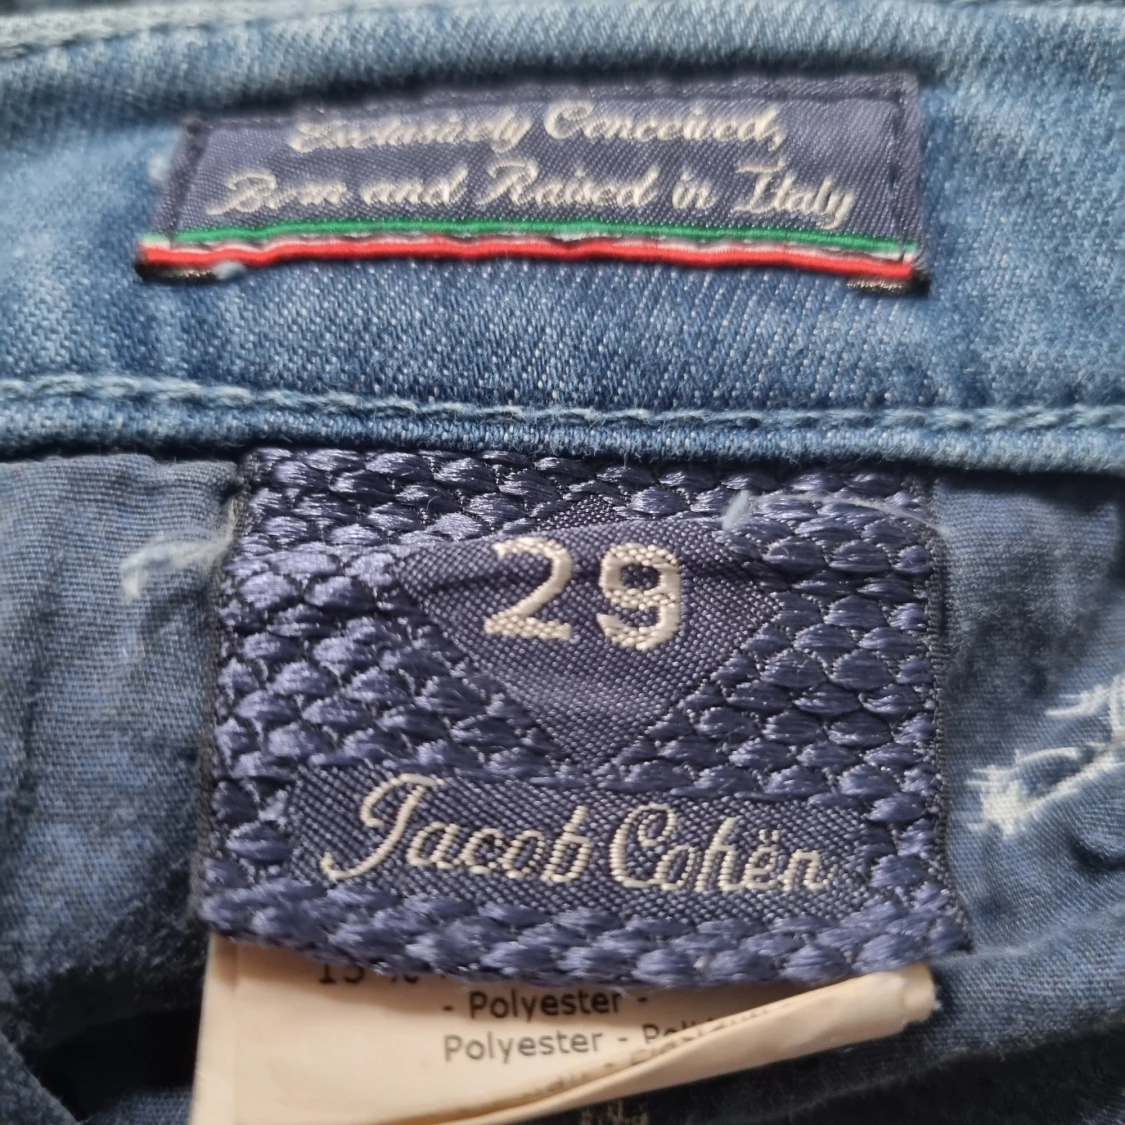 Exclusively Conceived,
Born and Raised in Italy
29
Jacob Cohën
- Polyester -
Polyester -